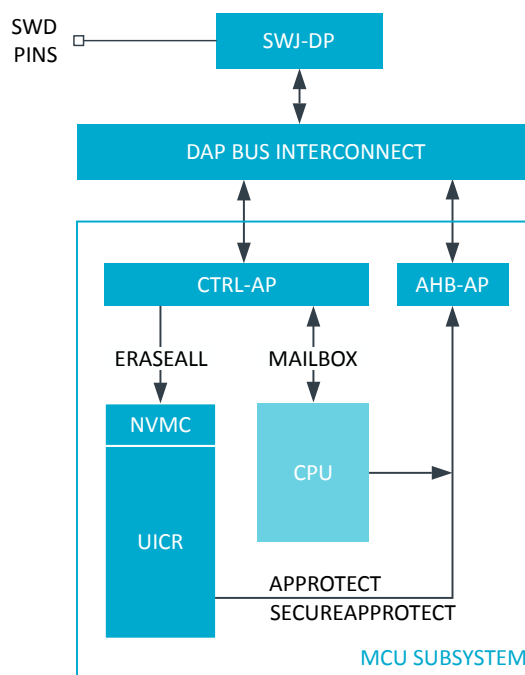 SWD
PINS
SWJ-DP
DAP BUS INTERCONNECT
CTRL-AP
AHB-AP
ERASEALL
MAILBOX
NVMC
CPU
UICR
APPROTECT
SECUREAPPROTECT
MCU SUBSYSTEM